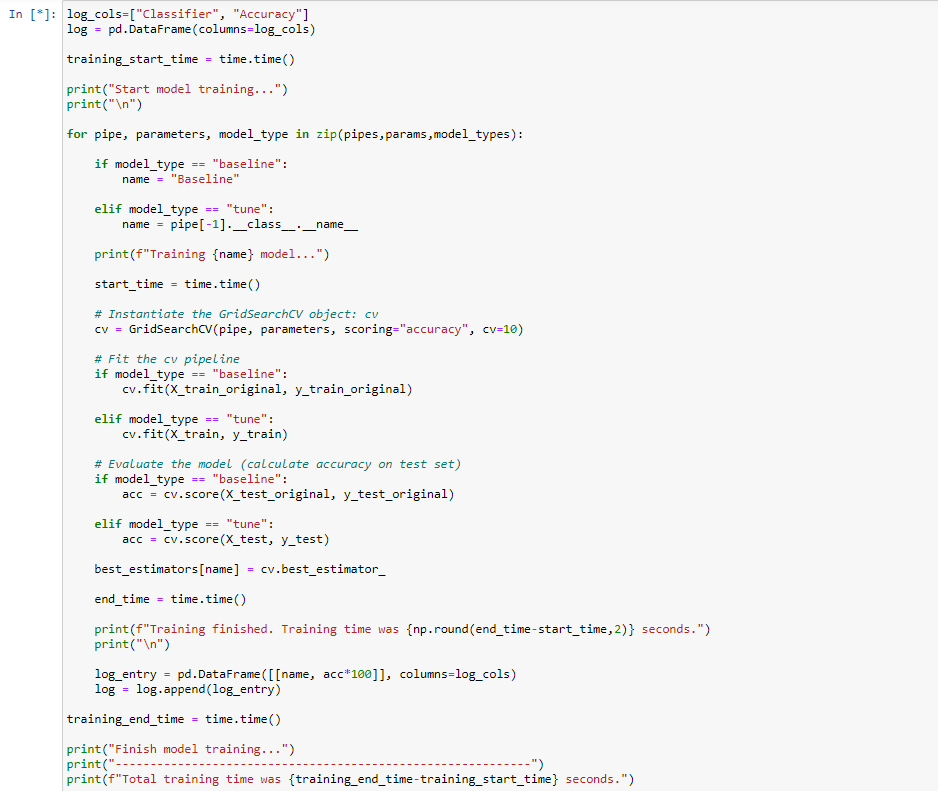 In [*]: log_cols=["Classifier", "Accuracy"]
log = pd.DataFrame(columns=log_cols)

training_start_time = time.time()

print("Start model training...")
print("\n")

for pipe, parameters, model_type in zip(pipes,params,model_types):

    if model_type == "baseline":
        name = "Baseline"

    elif model_type == "tune":
        name = pipe[-1].__class__.__name__

    print(f"Training {name} model...")

    start_time = time.time()

    # Instantiate the GridSearchCV object: cv
    cv = GridSearchCV(pipe, parameters, scoring="accuracy", cv=10)

    # Fit the cv pipeline
    if model_type == "baseline":
        cv.fit(X_train_original, y_train_original)

    elif model_type == "tune":
        cv.fit(X_train, y_train)

    # Evaluate the model (calculate accuracy on test set)
    if model_type == "baseline":
        acc = cv.score(X_test_original, y_test_original)

    elif model_type == "tune":
        acc = cv.score(X_test, y_test)

    best_estimators[name] = cv.best_estimator_

    end_time = time.time()

    print(f"Training finished. Training time was {np.round(end_time-start_time,2)} seconds.")
    print("\n")

    log_entry = pd.DataFrame([[name, acc*100]], columns=log_cols)
    log = log.append(log_entry)

training_end_time = time.time()

print("Finish model training...")
print("------------------------------------------------------------")
print(f"Total training time was {training_end_time-training_start_time} seconds.")